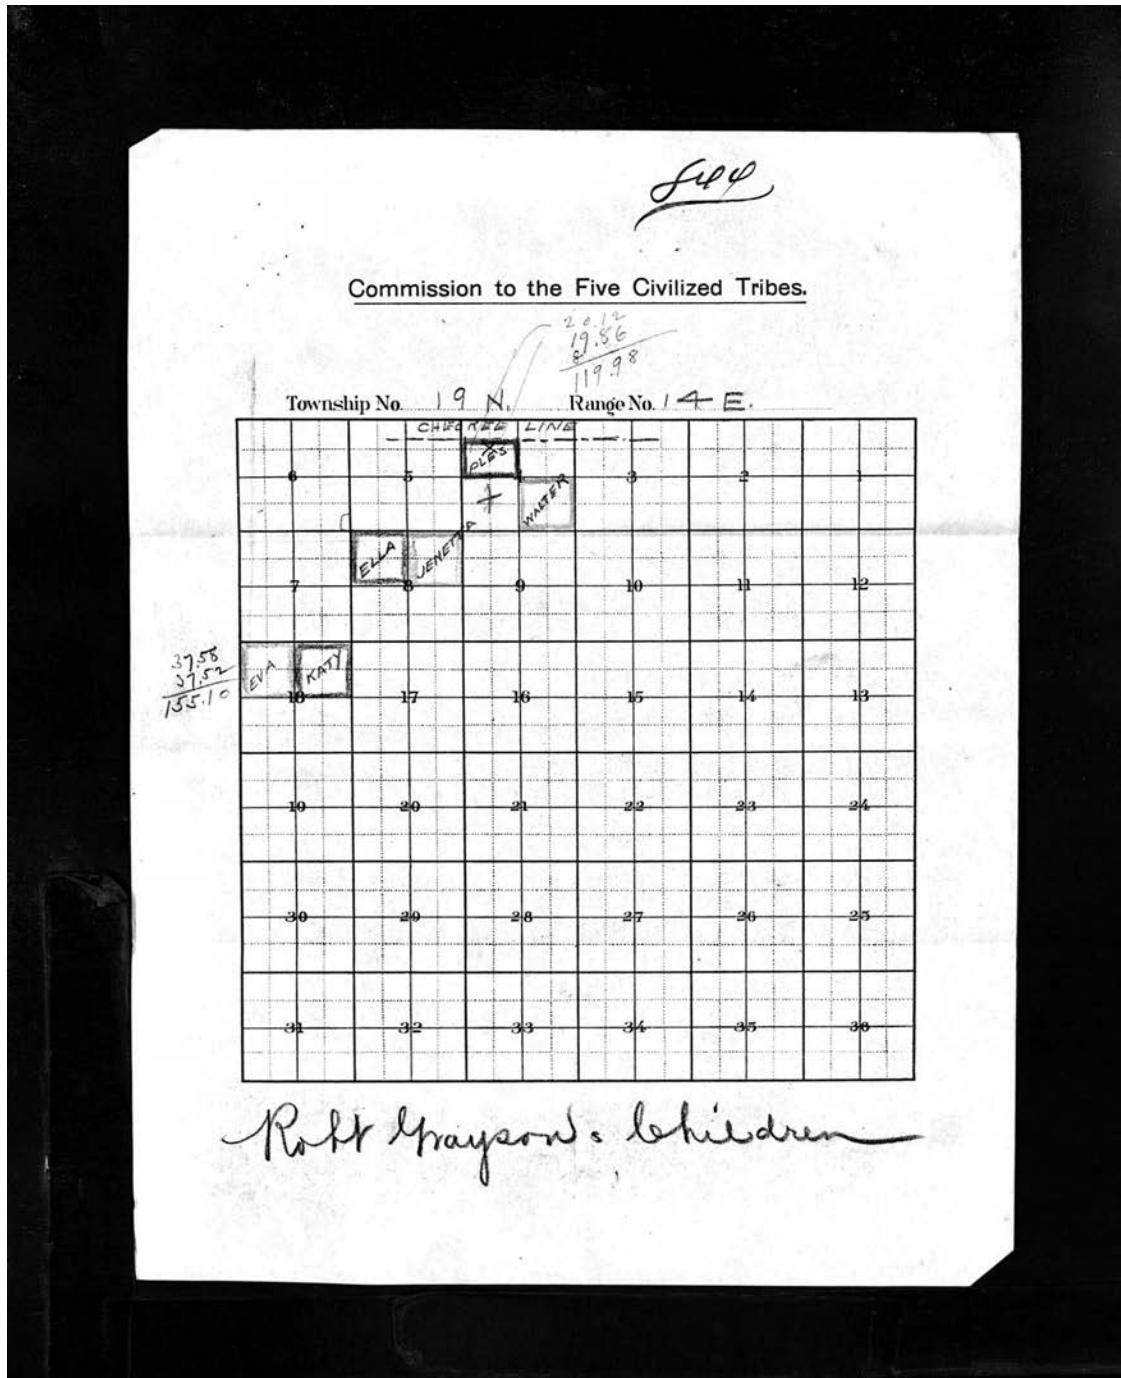 844
Commission to the Five Civilized Tribes.
20.12
19.86
8
119.98
Township No. 19 N. Range No. 14 E.
CHEROKEE LINE
PLES
6 5 4 3 2 1
WALTER
ELLA JENETTA
7 8 9 10 11 12
37.58
37.52
155.10
EVA KATY
18 17 16 15 14 13
19 20 21 22 23 24
30 29 28 27 26 25
31 32 33 34 35 36
Robt Grayson's Children